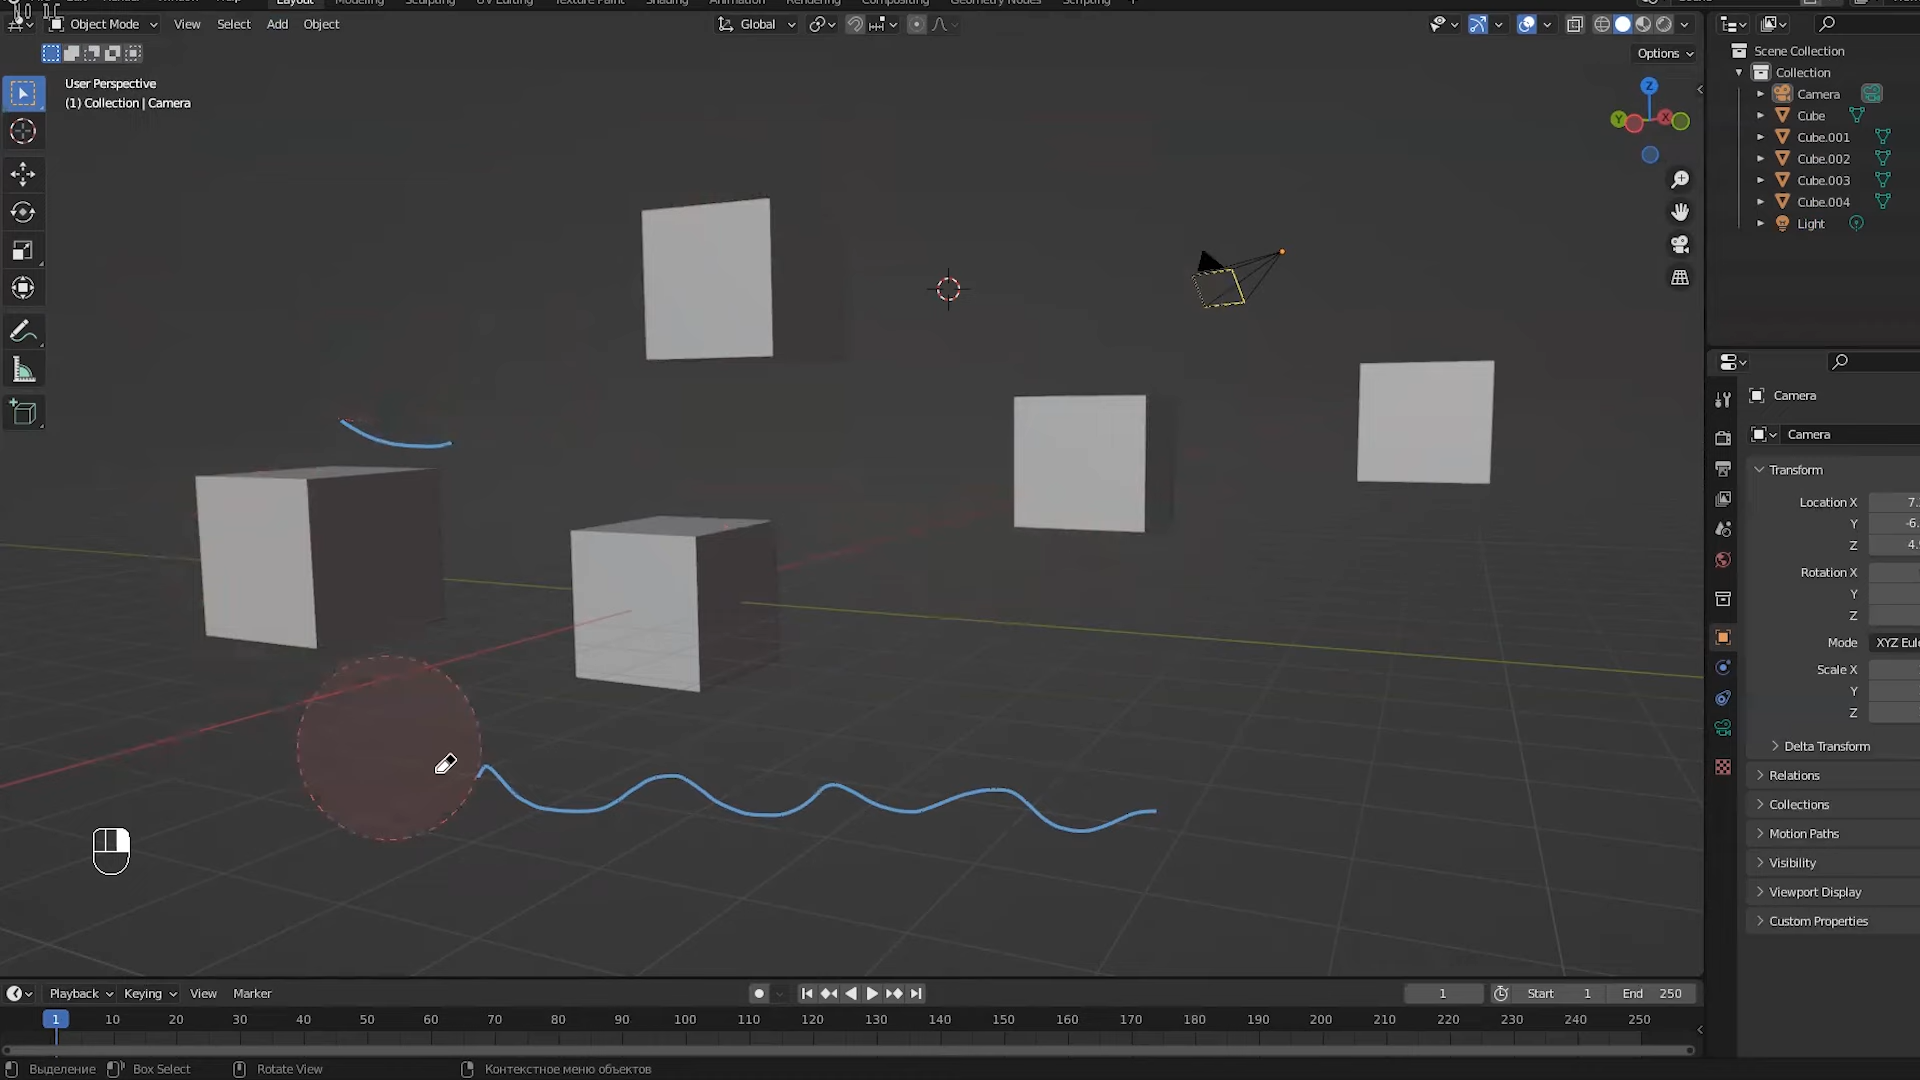 Layout Modeling Sculpting UV Editing Texture Paint Shading Animation Rendering Compositing Geometry Nodes Scripting +
Object Mode View Select Add Object
Global
Options
User Perspective
(1) Collection | Camera
Z
Y
X
Scene Collection
Collection
Camera
Cube
Cube.001
Cube.002
Cube.003
Cube.004
Light
Camera
Camera
Transform
Location X 7.
Y -6.
Z 4.
Rotation X
Y
Z
Mode XYZ Eul
Scale X
Y
Z
Delta Transform
Relations
Collections
Motion Paths
Visibility
Viewport Display
Custom Properties
Playback Keying View Marker
1 Start 1 End 250
1 10 20 30 40 50 60 70 80 90 100 110 120 130 140 150 160 170 180 190 200 210 220 230 240 250
Выделение Box Select Rotate View Контекстное меню объектов